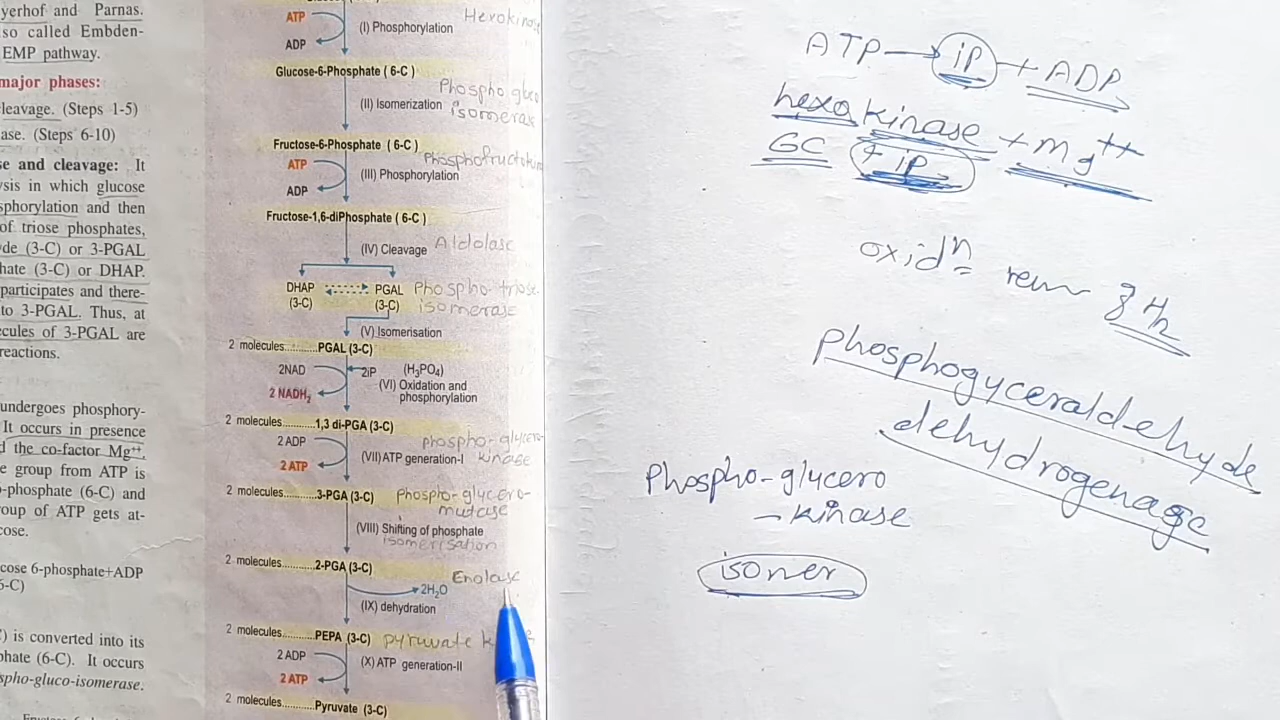 yerhof and Parnas.
so called Embden-
EMP pathway.
major phases:
leavage. (Steps 1-5)
ase. (Steps 6-10)
se and cleavage: It
ysis in which glucose
sphorylation and then
of triose phosphates,
de (3-C) or 3-PGAL
hate (3-C) or DHAP.
participates and there-
to 3-PGAL. Thus, at
ecules of 3-PGAL are
reactions.
undergoes phosphory-
It occurs in presence
d the co-factor Mg++.
e group from ATP is
-phosphate (6-C) and
roup of ATP gets at-
cose.
cose 6-phosphate+ADP
6-C)
C) is converted into its
phate (6-C). It occurs
spho-gluco-isomerase.
ATP
Hexokinase
(I) Phosphorylation
ADP
Glucose-6-Phosphate ( 6-C )
Phospho gluco
(II) Isomerization
isomeras
Fructose-6-Phosphate ( 6-C )
Phosphofructokin
ATP
(III) Phosphorylation
ADP
Fructose-1,6-diPhosphate ( 6-C )
(IV) Cleavage Aldolase
DHAP PGAL Phospho-triose-
(3-C) (3-C) isomerase
(V) Isomerisation
2 molecules............PGAL (3-C)
2NAD 2iP (H3PO4)
(VI) Oxidation and
2 NADH2 phosphorylation
2 molecules............1,3 di-PGA (3-C)
2 ADP phospho-glycero-
(VII) ATP generation-I kinase
2 ATP
2 molecules............3-PGA (3-C) Phospho-glycero-
mutase
(VIII) Shifting of phosphate
isomerisation
2 molecules............2-PGA (3-C)
Enolase
2H2O
(IX) dehydration
2 molecules............PEPA (3-C) pyruvate k
2 ADP
(X) ATP generation-II
2 ATP
2 molecules............Pyruvate (3-C)
ATP → iP + ADP
hexokinase + Mg++
GC + iP
oxidn = rem H2
Phosphogyceraldehyde
dehydrogenase
Phospho-glycero
-kinase
isomer